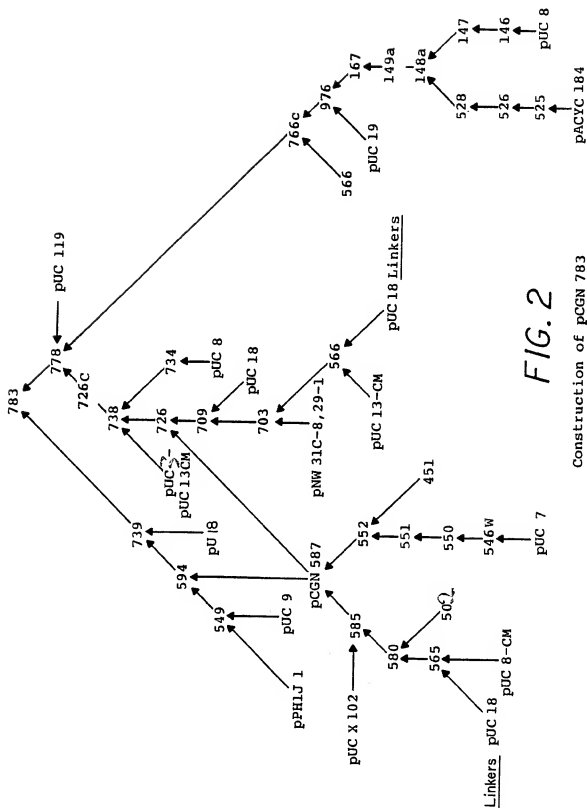 783
778
pUC 119
726C
738
734
pUC 8
pUC
pUC 13CM
726
709
pUC 18
703
pNW 31C-8, 29-1
566
pUC 13-CM
pUC 18 Linkers
739
pU 18
594
549
pUC 9
pPH1J 1
pCGN 587
552
451
551
550
546W
pUC 7
585
pUC X 102
580
50
565
pUC 8-CM
Linkers pUC 18
766c
566
976
pUC 19
167
149a
148a
147
146
pUC 8
528
526
525
pACYC 184
FIG. 2
Construction of pCGN 783